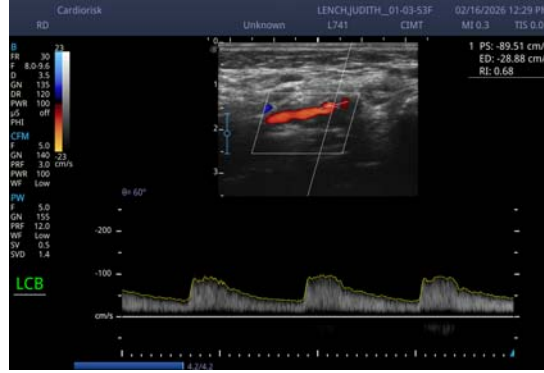 Cardiorisk LENCH,JUDITH_01-03-53F 02/16/2026 12:29 PM
RD Unknown L741 CIMT MI 0.3 TIS 0.0
B
FR 30
F 8.0-9.6
D 3.5
GN 135
DR 120
PWR 100
µS off
PHI
23
-23
cm/s
CFM
F 5.0
GN 140
PRF 3.0
PWR 100
WF Low
PW
F 5.0
GN 155
PRF 12.0
WF Low
SV 0.5
SVD 1.4
LCB
1 PS: -89.51 cm/
ED: -28.88 cm/
RI: 0.68
0
1
2
3
θ= 60°
-200
-100
cm/s
4.2/4.2